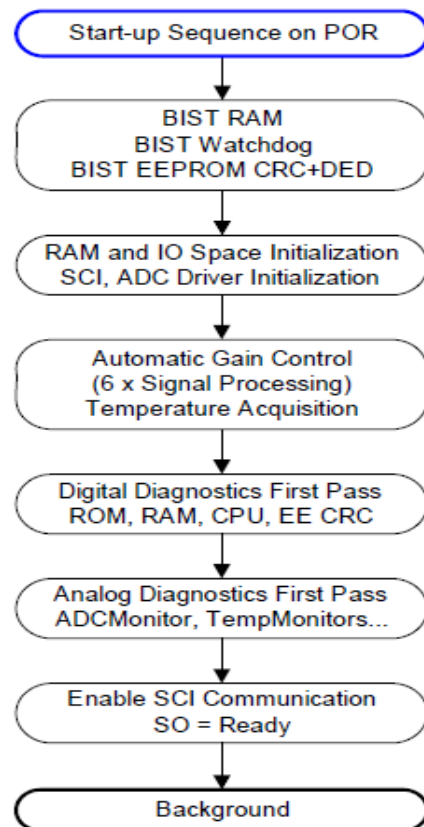 Start-up Sequence on POR
BIST RAM
BIST Watchdog
BIST EEPROM CRC+DED
RAM and IO Space Initialization
SCI, ADC Driver Initialization
Automatic Gain Control
(6 x Signal Processing)
Temperature Acquisition
Digital Diagnostics First Pass
ROM, RAM, CPU, EE CRC
Analog Diagnostics First Pass
ADCMonitor, TempMonitors...
Enable SCI Communication
SO = Ready
Background